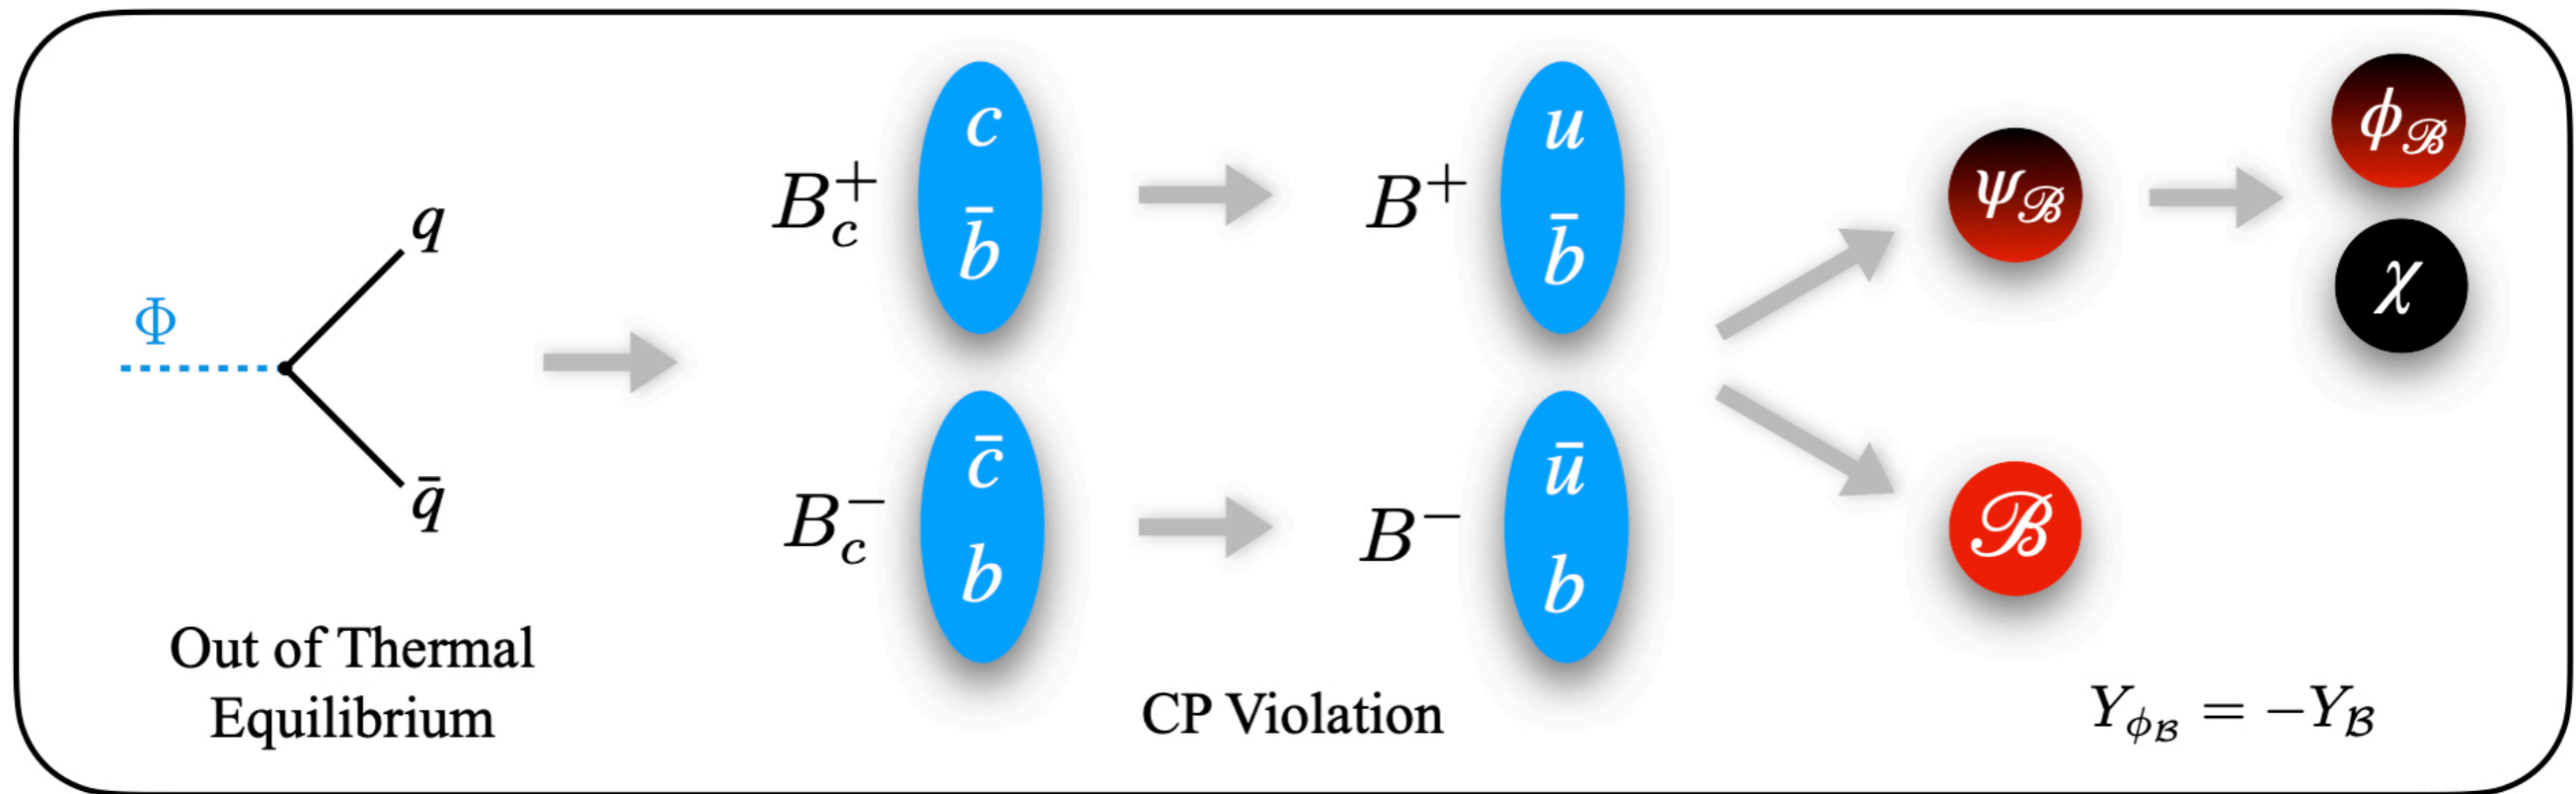 Φ
q
q̄
Out of Thermal
Equilibrium
B_c^+
c
b̄
B_c^-
c̄
b
CP Violation
B^+
u
b̄
B^-
ū
b
ψ_ℬ
ℬ
ϕ_ℬ
χ
Y_{ϕ_ℬ} = −Y_ℬ